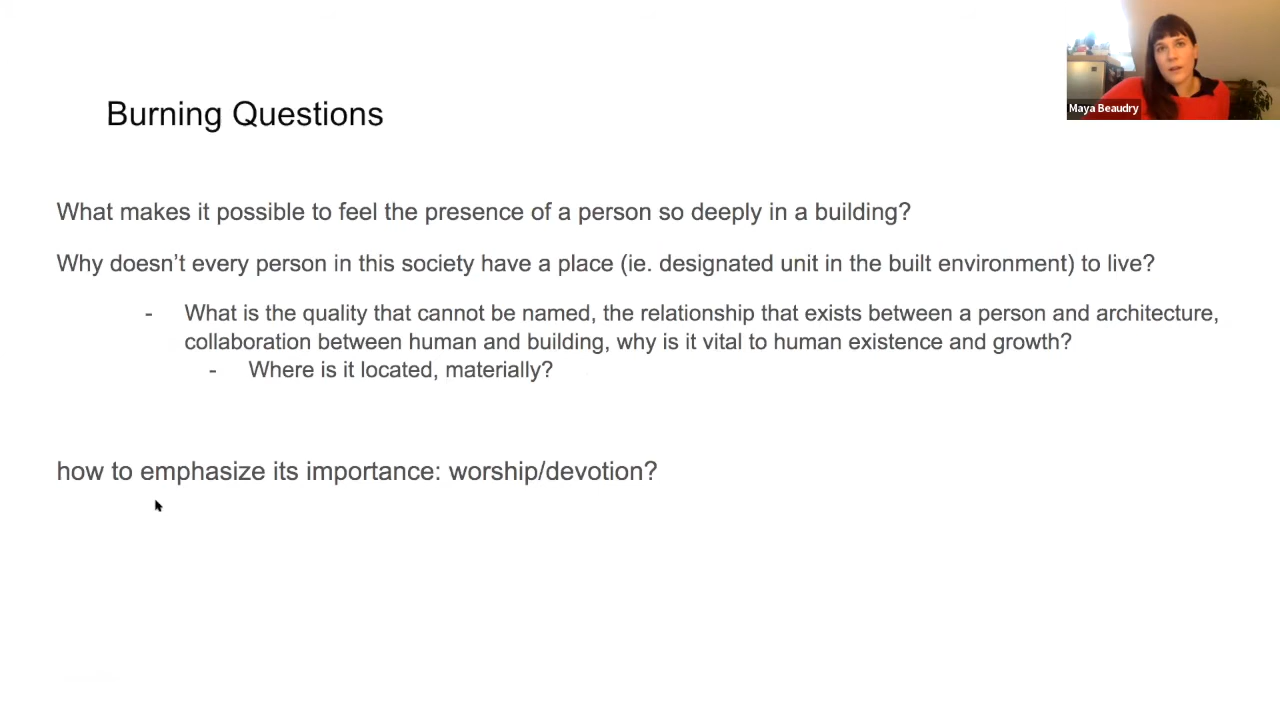 Maya Beaudry
Burning Questions
What makes it possible to feel the presence of a person so deeply in a building?
Why doesn’t every person in this society have a place (ie. designated unit in the built environment) to live?
- What is the quality that cannot be named, the relationship that exists between a person and architecture,
collaboration between human and building, why is it vital to human existence and growth?
- Where is it located, materially?
how to emphasize its importance: worship/devotion?